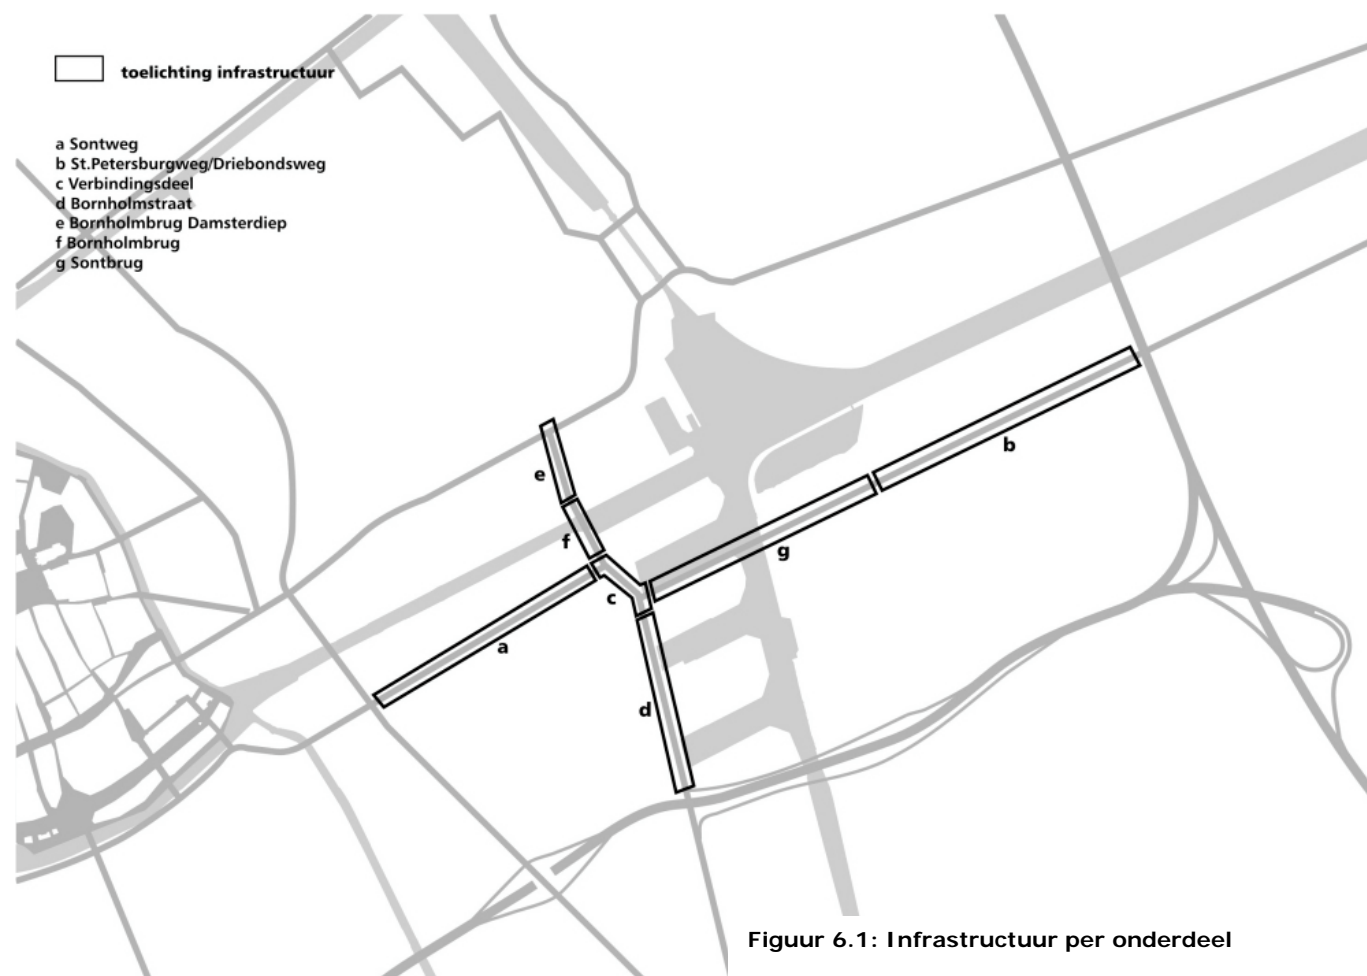 toelichting infrastructuur
a Sontweg
b St.Petersburgweg/Driebondsweg
c Verbindingsdeel
d Bornholmstraat
e Bornholmbrug Damsterdiep
f Bornholmbrug
g Sontbrug
b
e
f
g
c
a
d
Figuur 6.1: Infrastructuur per onderdeel